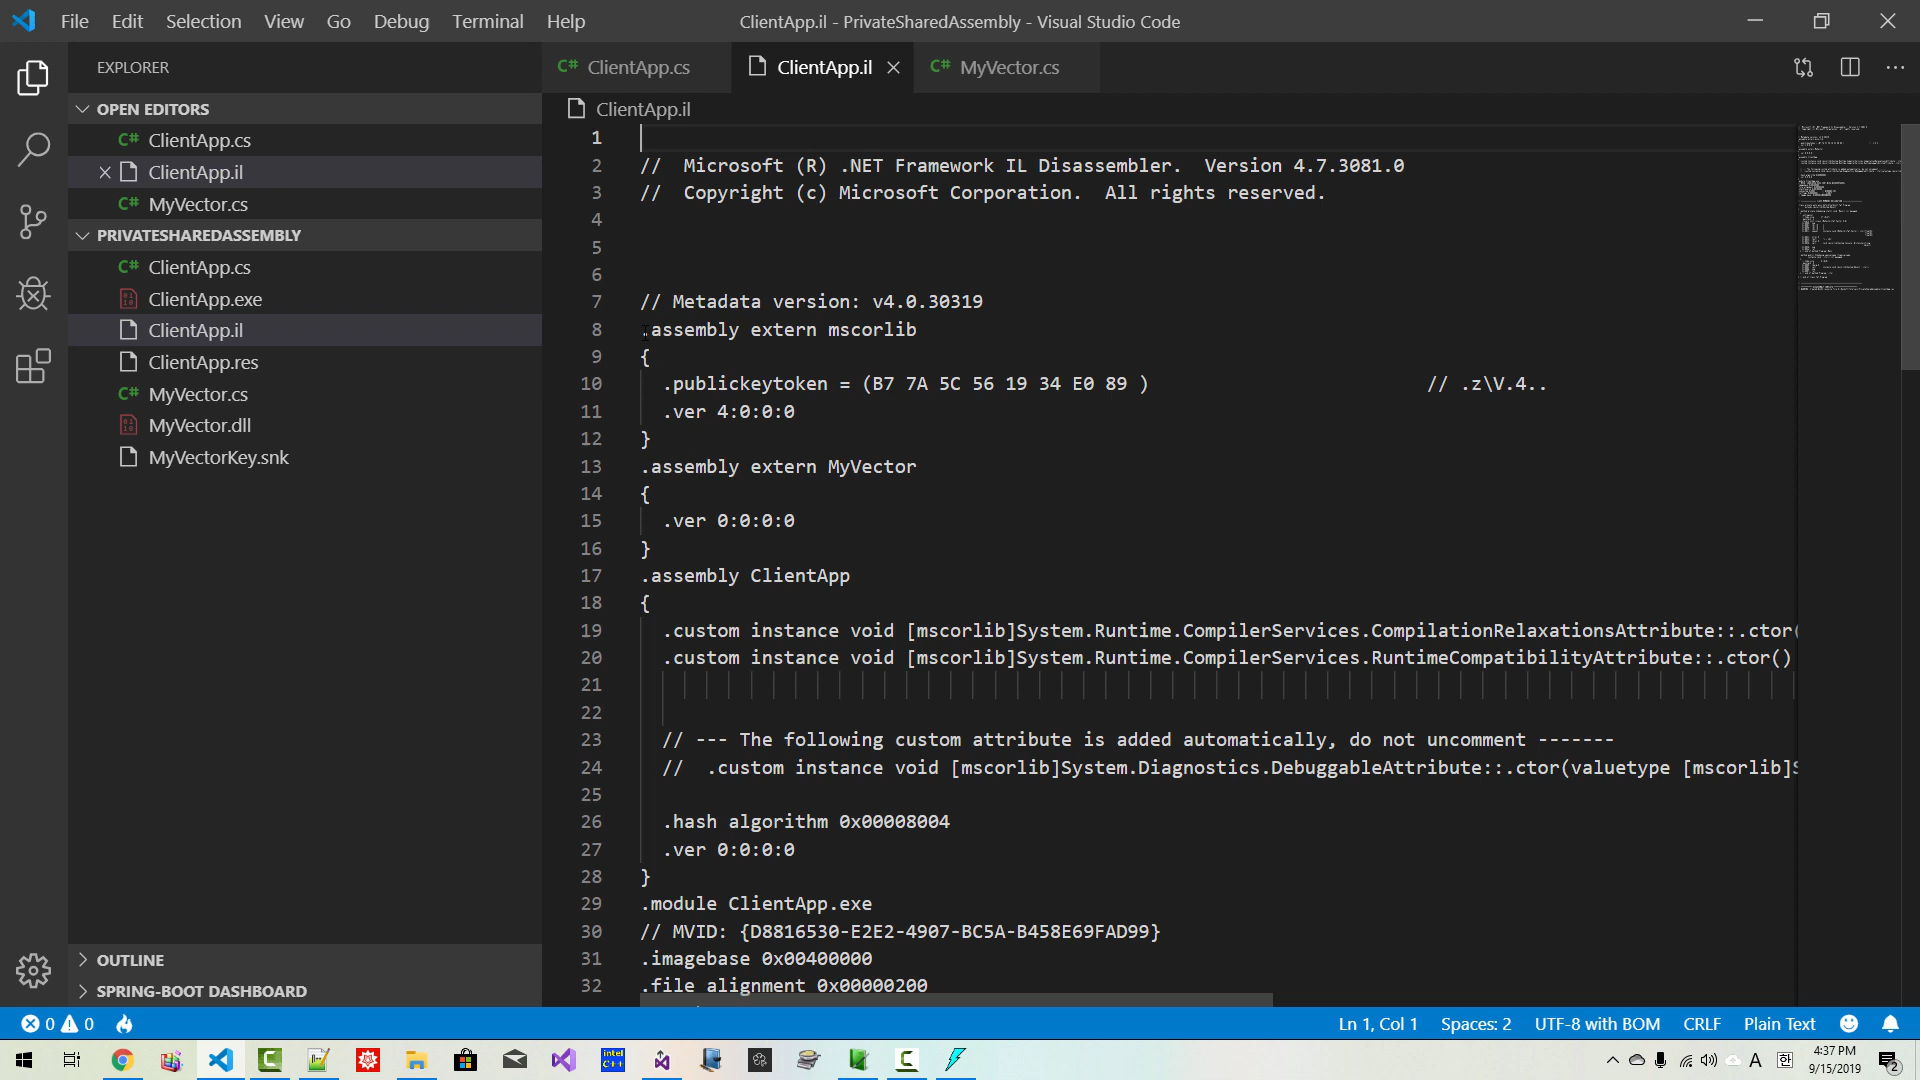 File Edit Selection View Go Debug Terminal Help
ClientApp.il - PrivateSharedAssembly - Visual Studio Code
EXPLORER
OPEN EDITORS
C# ClientApp.cs
ClientApp.il
C# MyVector.cs
PRIVATESHAREDASSEMBLY
C# ClientApp.cs
ClientApp.exe
ClientApp.il
ClientApp.res
C# MyVector.cs
MyVector.dll
MyVectorKey.snk
OUTLINE
SPRING-BOOT DASHBOARD
C# ClientApp.cs
ClientApp.il
C# MyVector.cs
ClientApp.il
1
2 //  Microsoft (R) .NET Framework IL Disassembler.  Version 4.7.3081.0
3 //  Copyright (c) Microsoft Corporation.  All rights reserved.
4
5
6
7 // Metadata version: v4.0.30319
8 .assembly extern mscorlib
9 {
10   .publickeytoken = (B7 7A 5C 56 19 34 E0 89 )                         // .z\V.4..
11   .ver 4:0:0:0
12 }
13 .assembly extern MyVector
14 {
15   .ver 0:0:0:0
16 }
17 .assembly ClientApp
18 {
19   .custom instance void [mscorlib]System.Runtime.CompilerServices.CompilationRelaxationsAttribute::.ctor(
20   .custom instance void [mscorlib]System.Runtime.CompilerServices.RuntimeCompatibilityAttribute::.ctor()
21
22
23   // --- The following custom attribute is added automatically, do not uncomment -------
24   //  .custom instance void [mscorlib]System.Diagnostics.DebuggableAttribute::.ctor(valuetype [mscorlib]S
25
26   .hash algorithm 0x00008004
27   .ver 0:0:0:0
28 }
29 .module ClientApp.exe
30 // MVID: {D8816530-E2E2-4907-BC5A-B458E69FAD99}
31 .imagebase 0x00400000
32 .file alignment 0x00000200
0 0
Ln 1, Col 1 Spaces: 2 UTF-8 with BOM CRLF Plain Text
intel C++
A 한
4:37 PM
9/15/2019
2